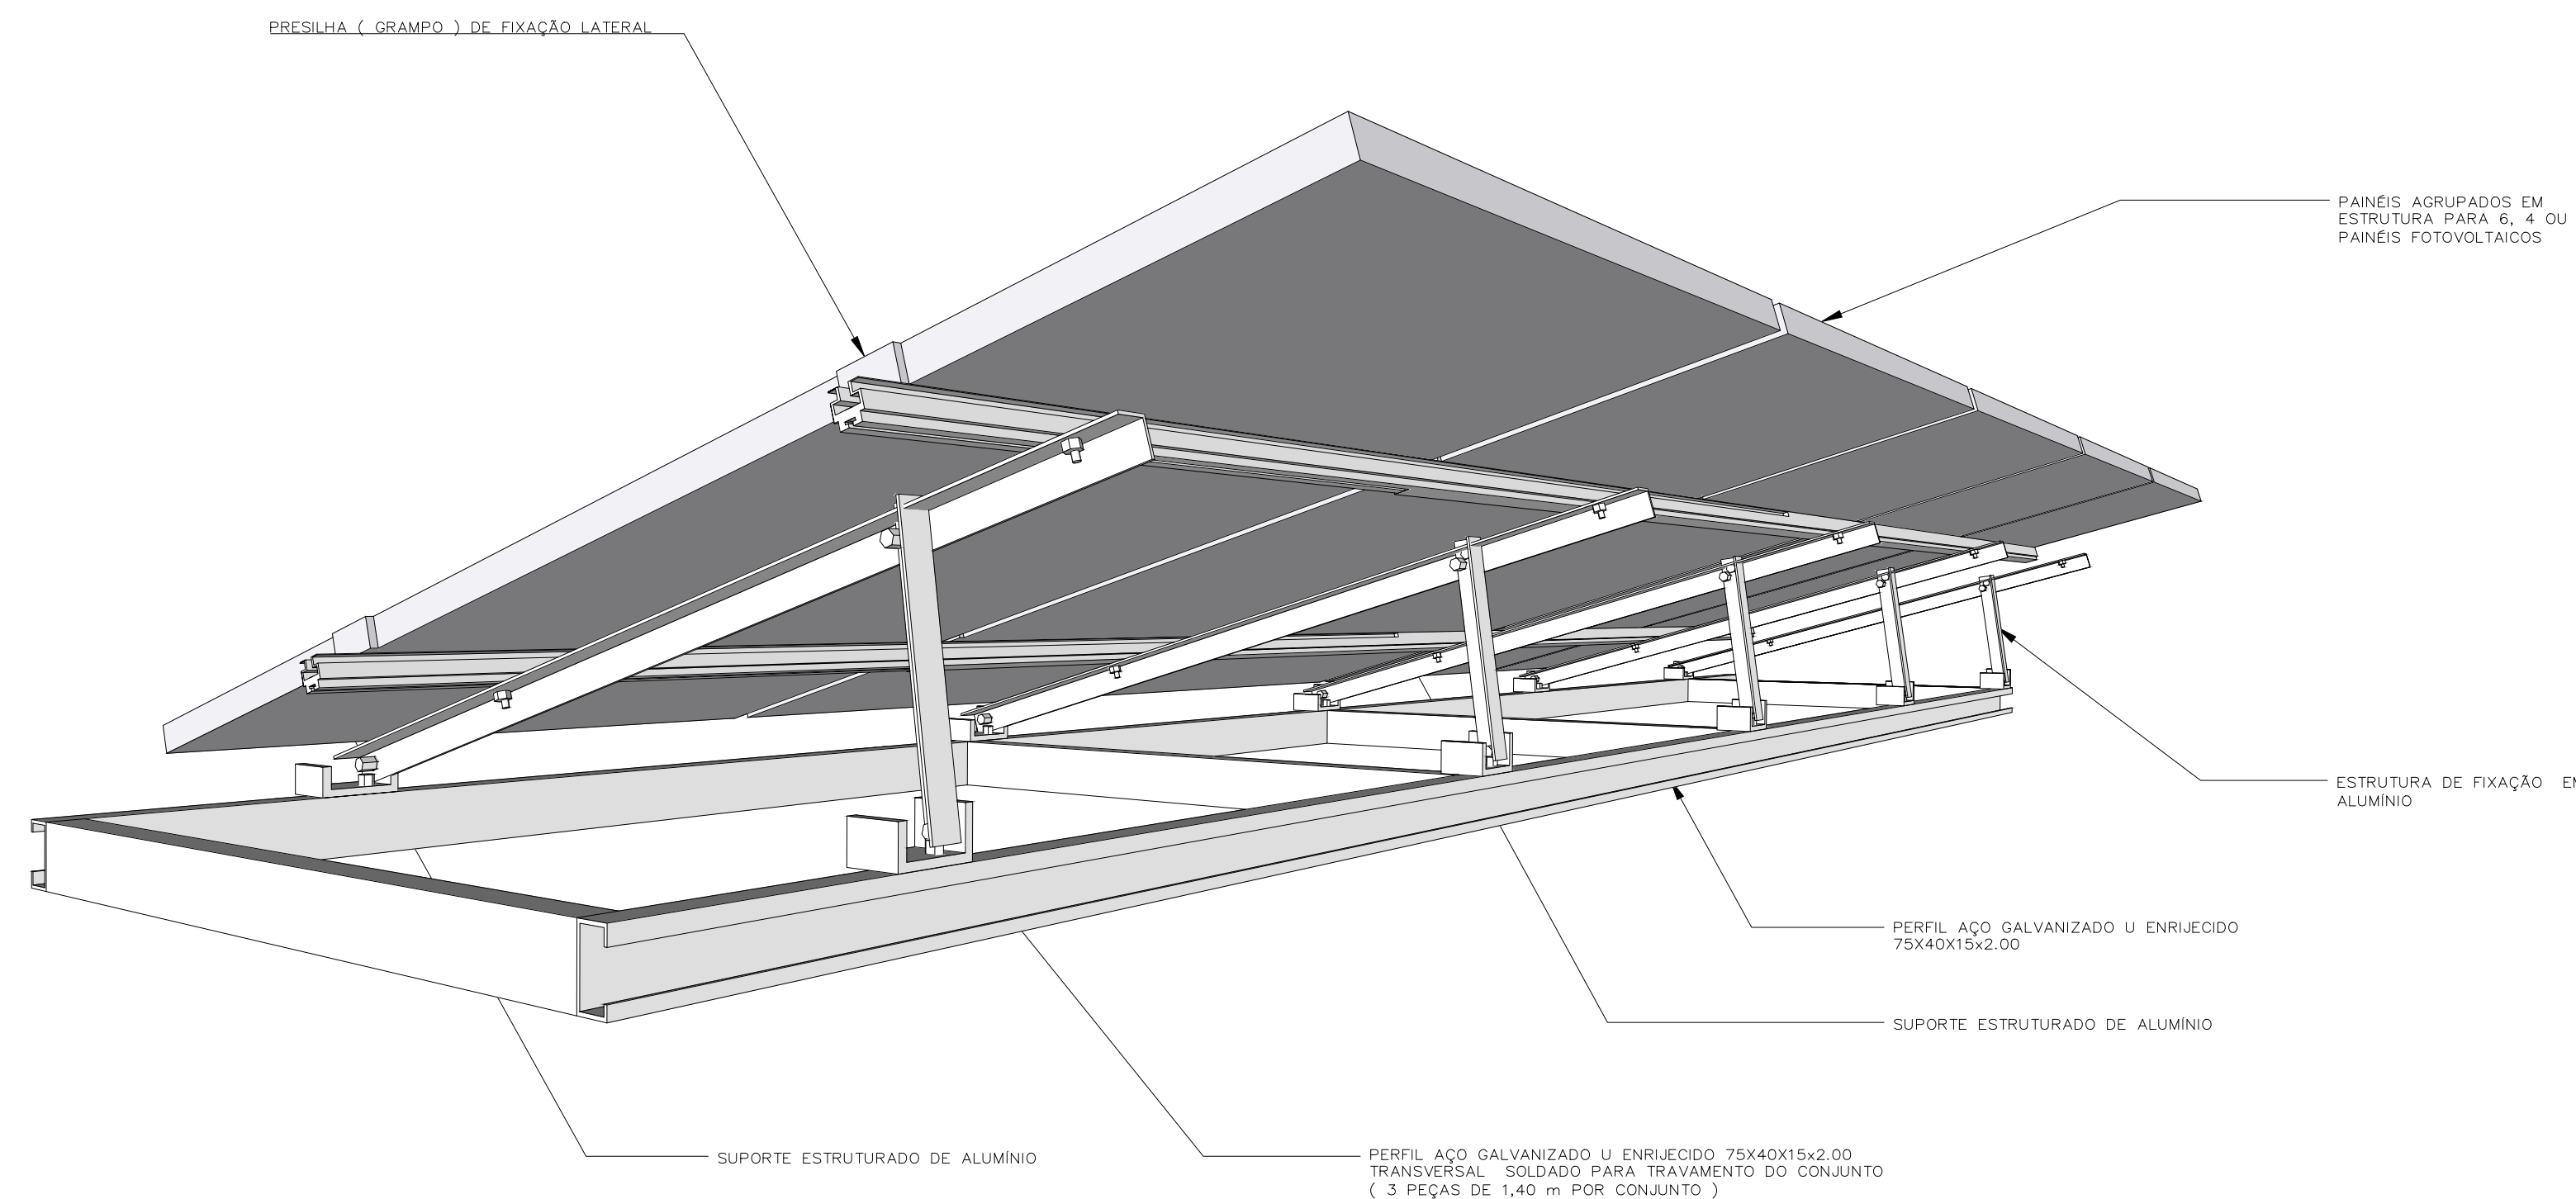 PRESILHA ( GRAMPO ) DE FIXAÇÃO LATERAL
PAINÉIS AGRUPADOS EM
ESTRUTURA PARA 6, 4 OU
PAINÉIS FOTOVOLTAICOS
ESTRUTURA DE FIXAÇÃO
ALUMÍNIO
PERFIL AÇO GALVANIZADO U ENRIJECIDO
75X40X15x2.00
SUPORTE ESTRUTURADO DE ALUMÍNIO
SUPORTE ESTRUTURADO DE ALUMÍNIO
PERFIL AÇO GALVANIZADO U ENRIJECIDO 75X40X15x2.00
TRANSVERSAL SOLDADO PARA TRAVAMENTO DO CONJUNTO
( 3 PEÇAS DE 1,40 m POR CONJUNTO )